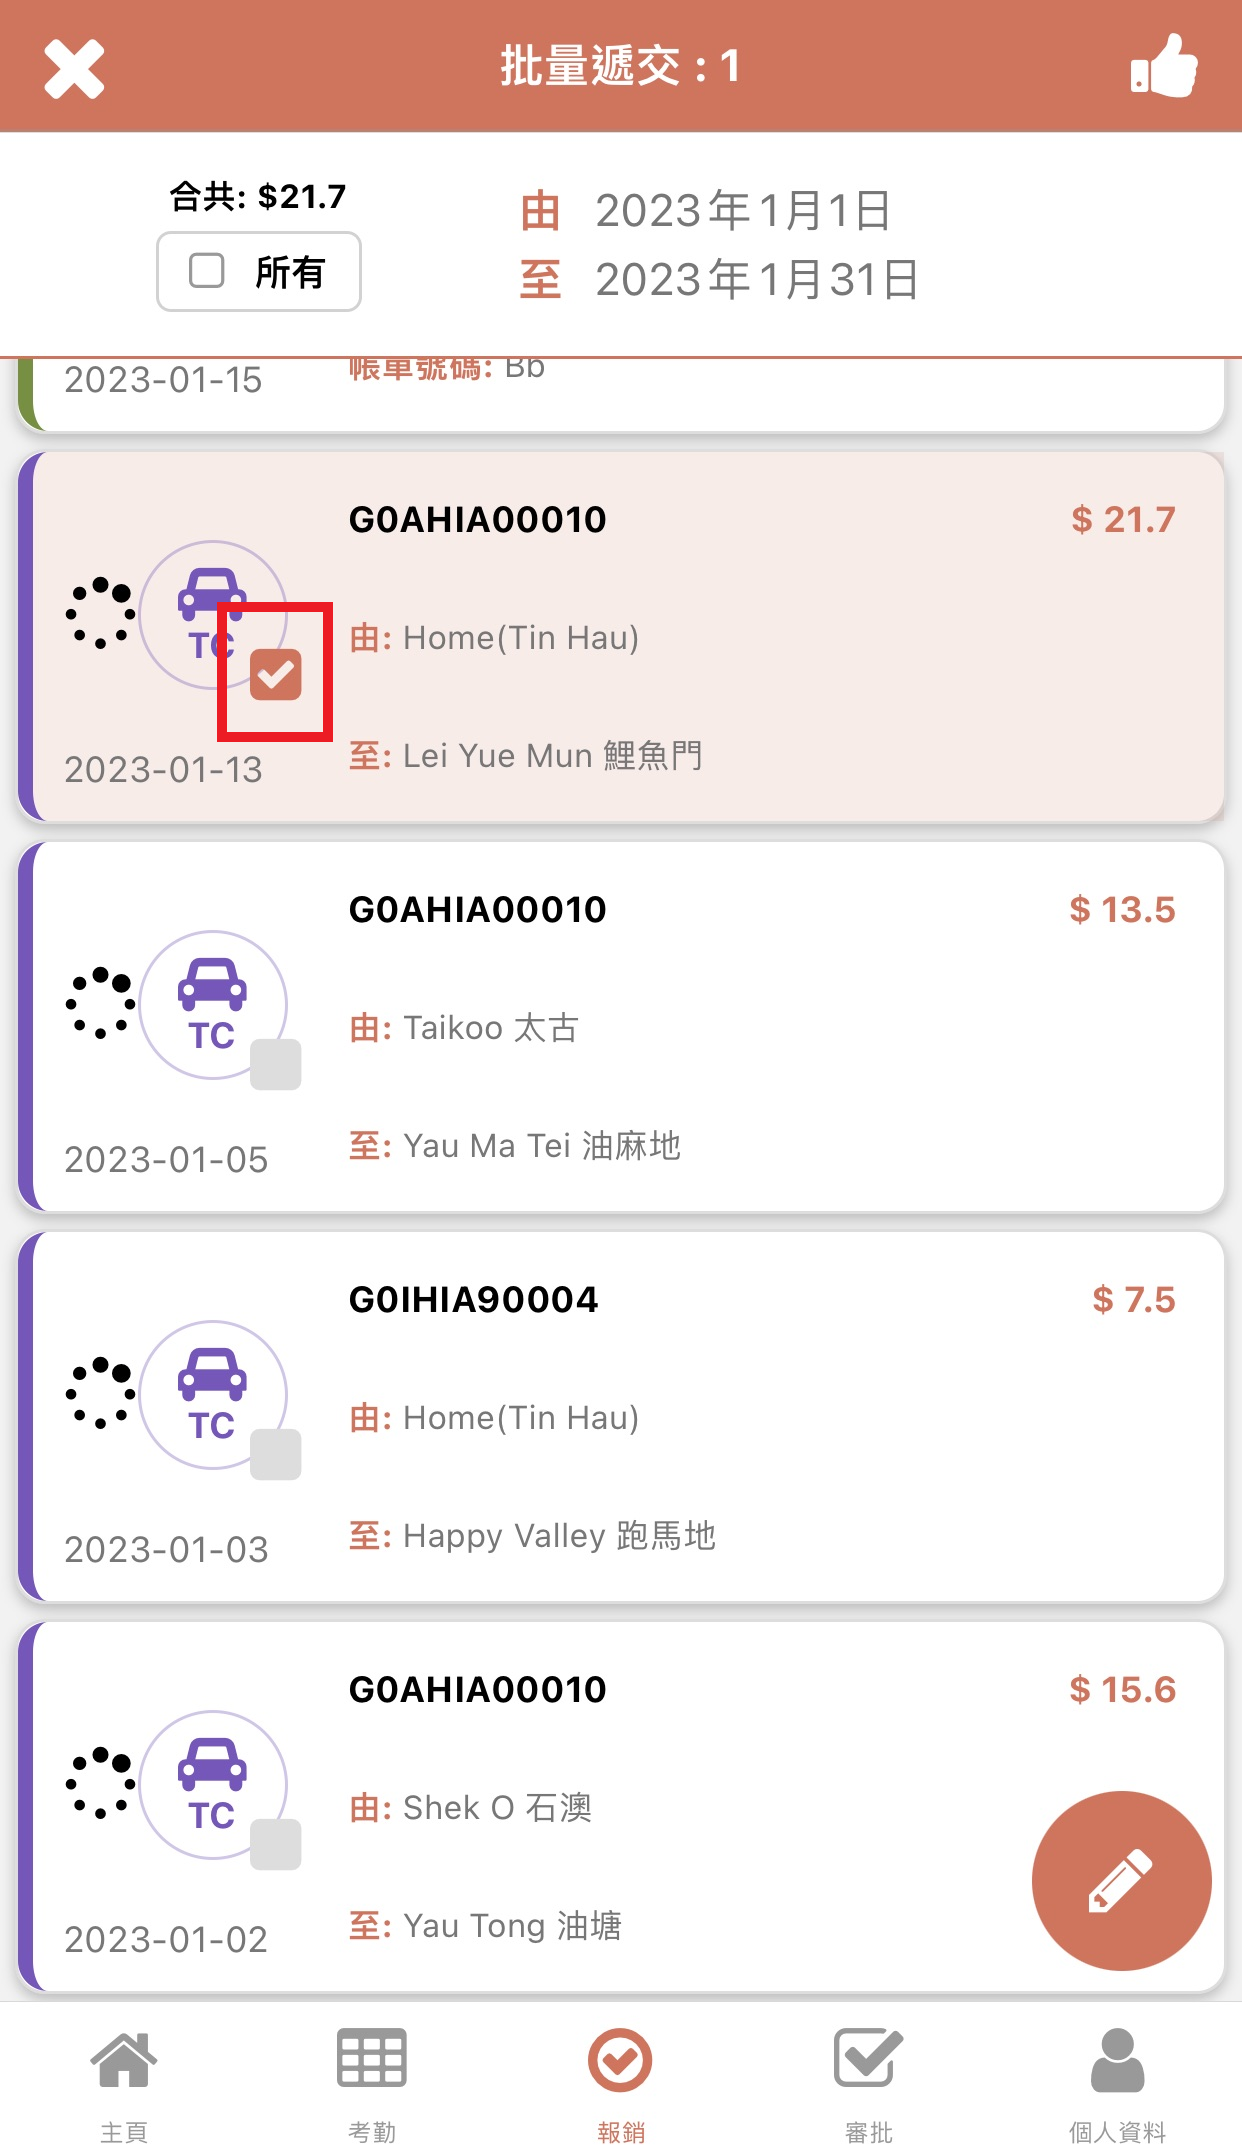 批量遞交 : 1
合共: $21.7
所有
由 2023年1月1日
至 2023年1月31日
2023-01-15
帳單號碼: Bb
G0AHIA00010
$ 21.7
TC
由: Home(Tin Hau)
至: Lei Yue Mun 鯉魚門
2023-01-13
G0AHIA00010
$ 13.5
TC
由: Taikoo 太古
至: Yau Ma Tei 油麻地
2023-01-05
G0IHIA90004
$ 7.5
TC
由: Home(Tin Hau)
至: Happy Valley 跑馬地
2023-01-03
G0AHIA00010
$ 15.6
TC
由: Shek O 石澳
至: Yau Tong 油塘
2023-01-02
主頁
考勤
報銷
審批
個人資料